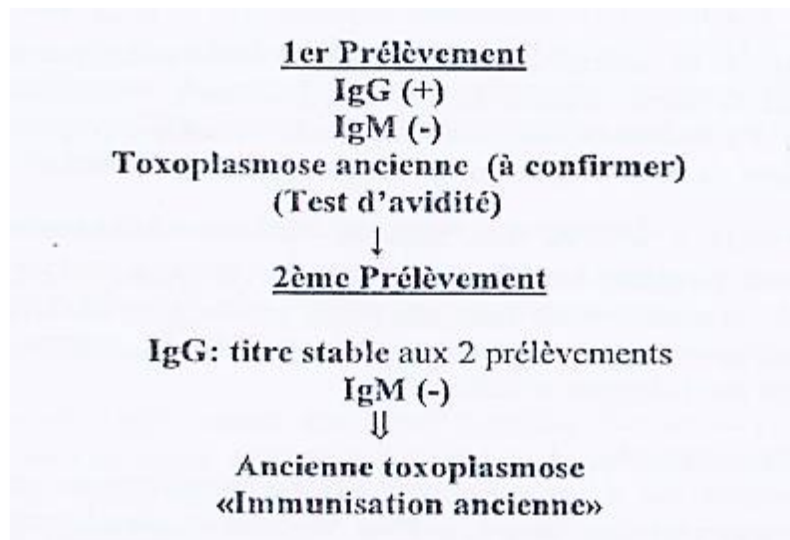 1er Prélèvement
IgG (+)
IgM (-)
Toxoplasmose ancienne (à confirmer)
(Test d'avidité)
↓
2ème Prélèvement
IgG: titre stable aux 2 prélèvements
IgM (-)
⇓
Ancienne toxoplasmose
«Immunisation ancienne»